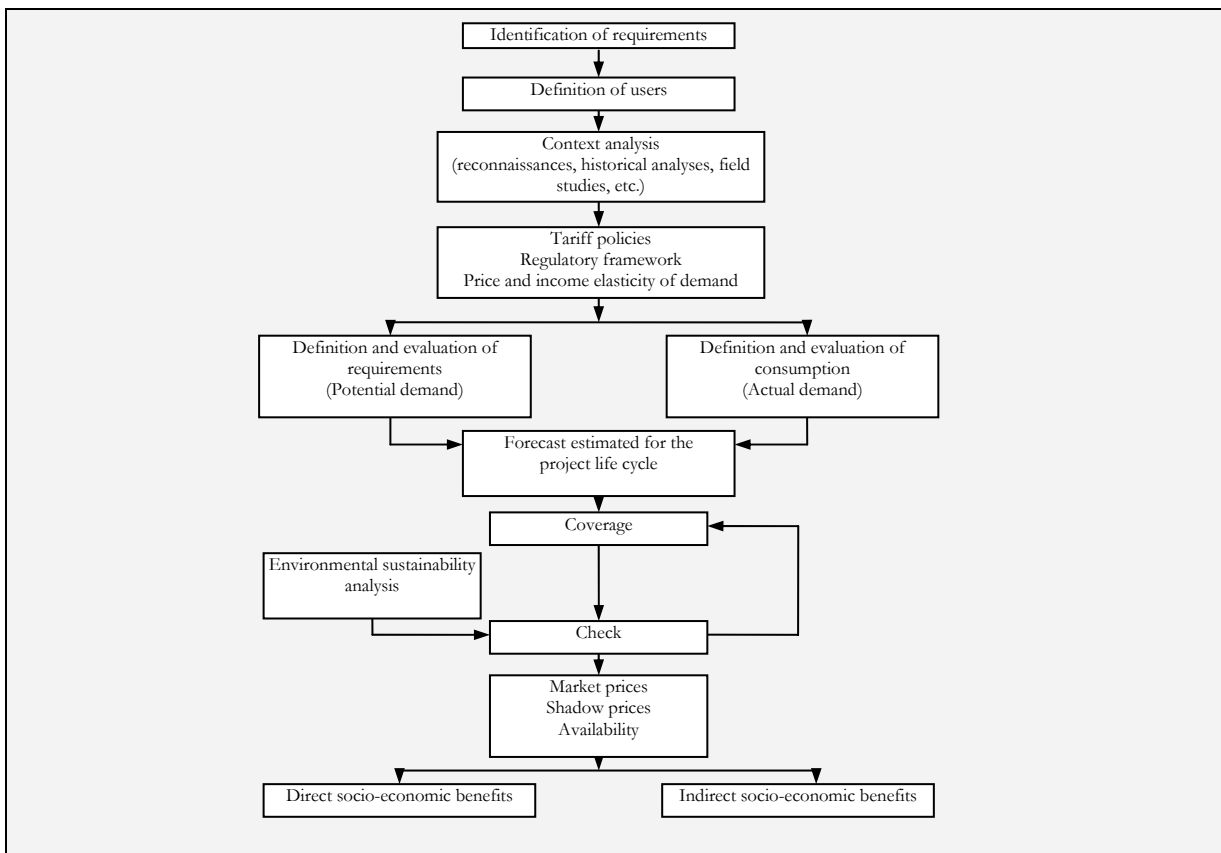 Identification of requirements
Definition of users
Context analysis
(reconnaissances, historical analyses, field
studies, etc.)
Tariff policies
Regulatory framework
Price and income elasticity of demand
Definition and evaluation of
requirements
(Potential demand)
Definition and evaluation of
consumption
(Actual demand)
Forecast estimated for the
project life cycle
Coverage
Environmental sustainability
analysis
Check
Market prices
Shadow prices
Availability
Direct socio-economic benefits
Indirect socio-economic benefits